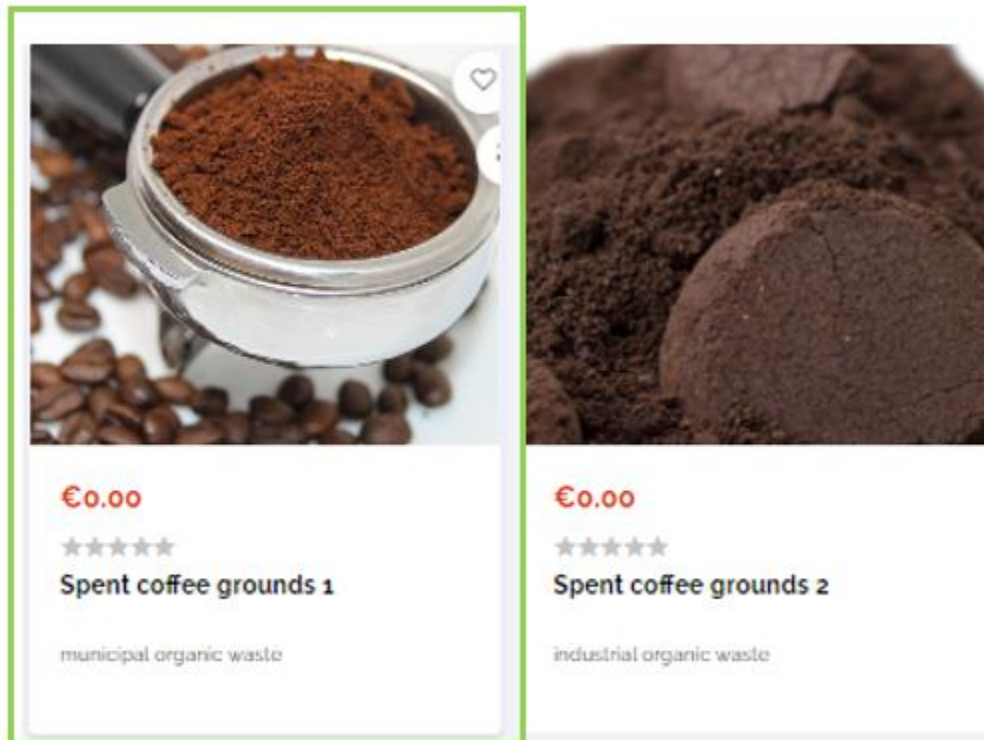 €0.00
Spent coffee grounds 1
municipal organic waste
€0.00
Spent coffee grounds 2
industrial organic waste